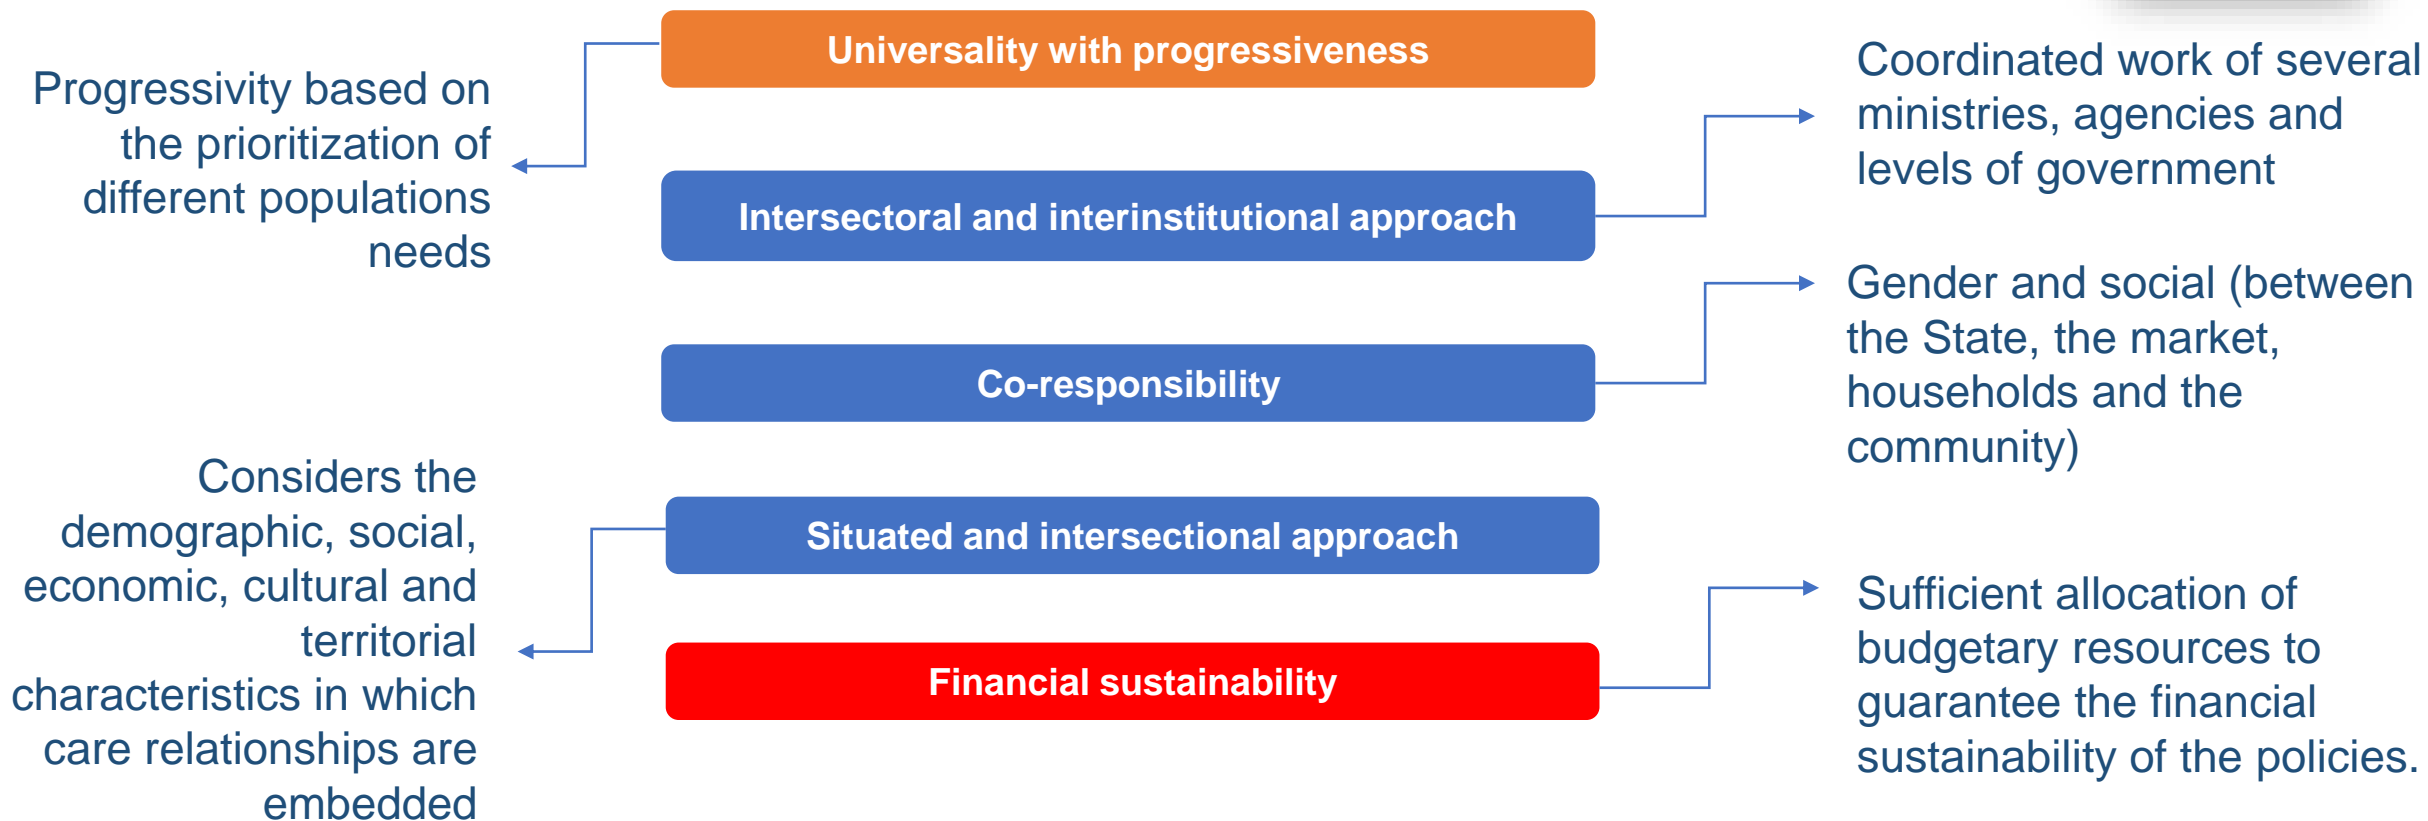 Universality with progressiveness
Progressivity based on
the prioritization of
different populations
needs
Intersectoral and interinstitutional approach
Coordinated work of several
ministries, agencies and
levels of government
Co-responsibility
Gender and social (between
the State, the market,
households and the
community)
Situated and intersectional approach
Considers the
demographic, social,
economic, cultural and
territorial
characteristics in which
care relationships are
embedded
Financial sustainability
Sufficient allocation of
budgetary resources to
guarantee the financial
sustainability of the policies.